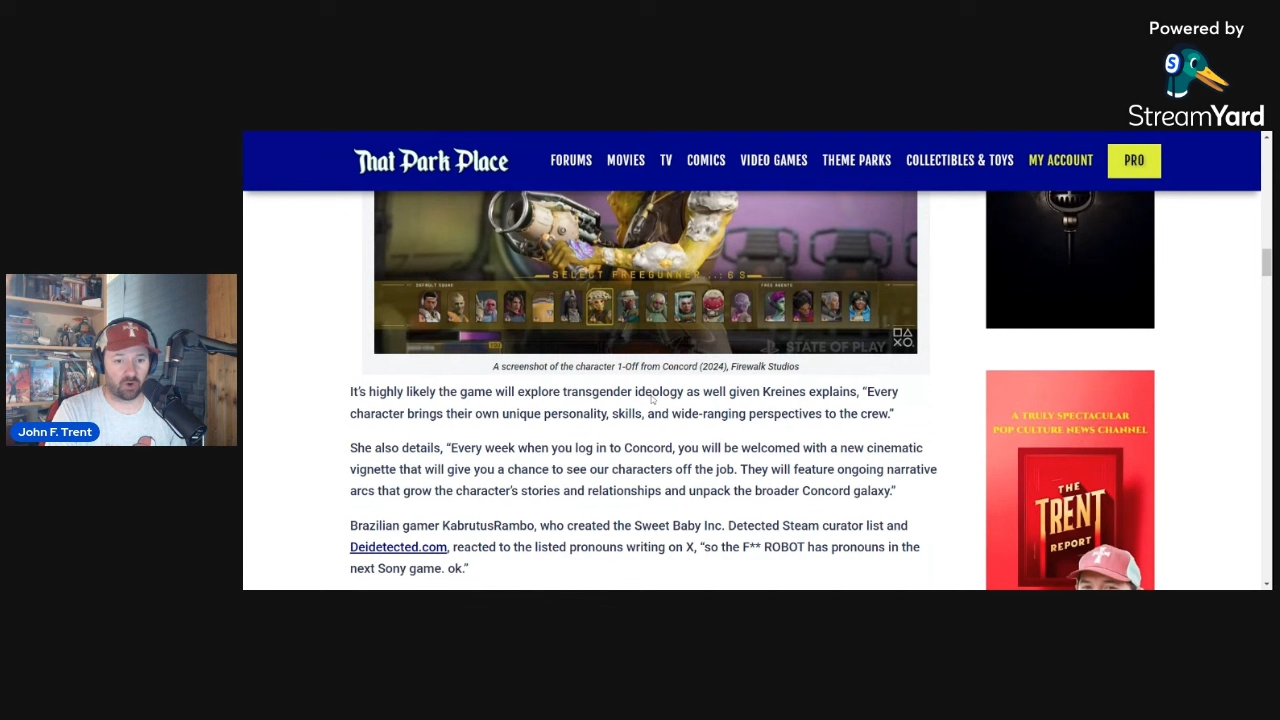 Powered by
StreamYard
That Park Place
FORUMS MOVIES TV COMICS VIDEO GAMES THEME PARKS COLLECTIBLES & TOYS MY ACCOUNT PRO
SELECT FREEGUNNER
STATE OF PLAY
A screenshot of the character 1-Off from Concord (2024), Firewalk Studios
It's highly likely the game will explore transgender ideology as well given Kreines explains, “Every
character brings their own unique personality, skills, and wide-ranging perspectives to the crew.”
She also details, “Every week when you log in to Concord, you will be welcomed with a new cinematic
vignette that will give you a chance to see our characters off the job. They will feature ongoing narrative
arcs that grow the character's stories and relationships and unpack the broader Concord galaxy.”
Brazilian gamer KabrutusRambo, who created the Sweet Baby Inc. Detected Steam curator list and
Deidetected.com, reacted to the listed pronouns writing on X, “so the F** ROBOT has pronouns in the
next Sony game. ok.”
A TRULY SPECTACULAR
POP CULTURE NEWS CHANNEL
THE
TRENT
REPORT
John F. Trent